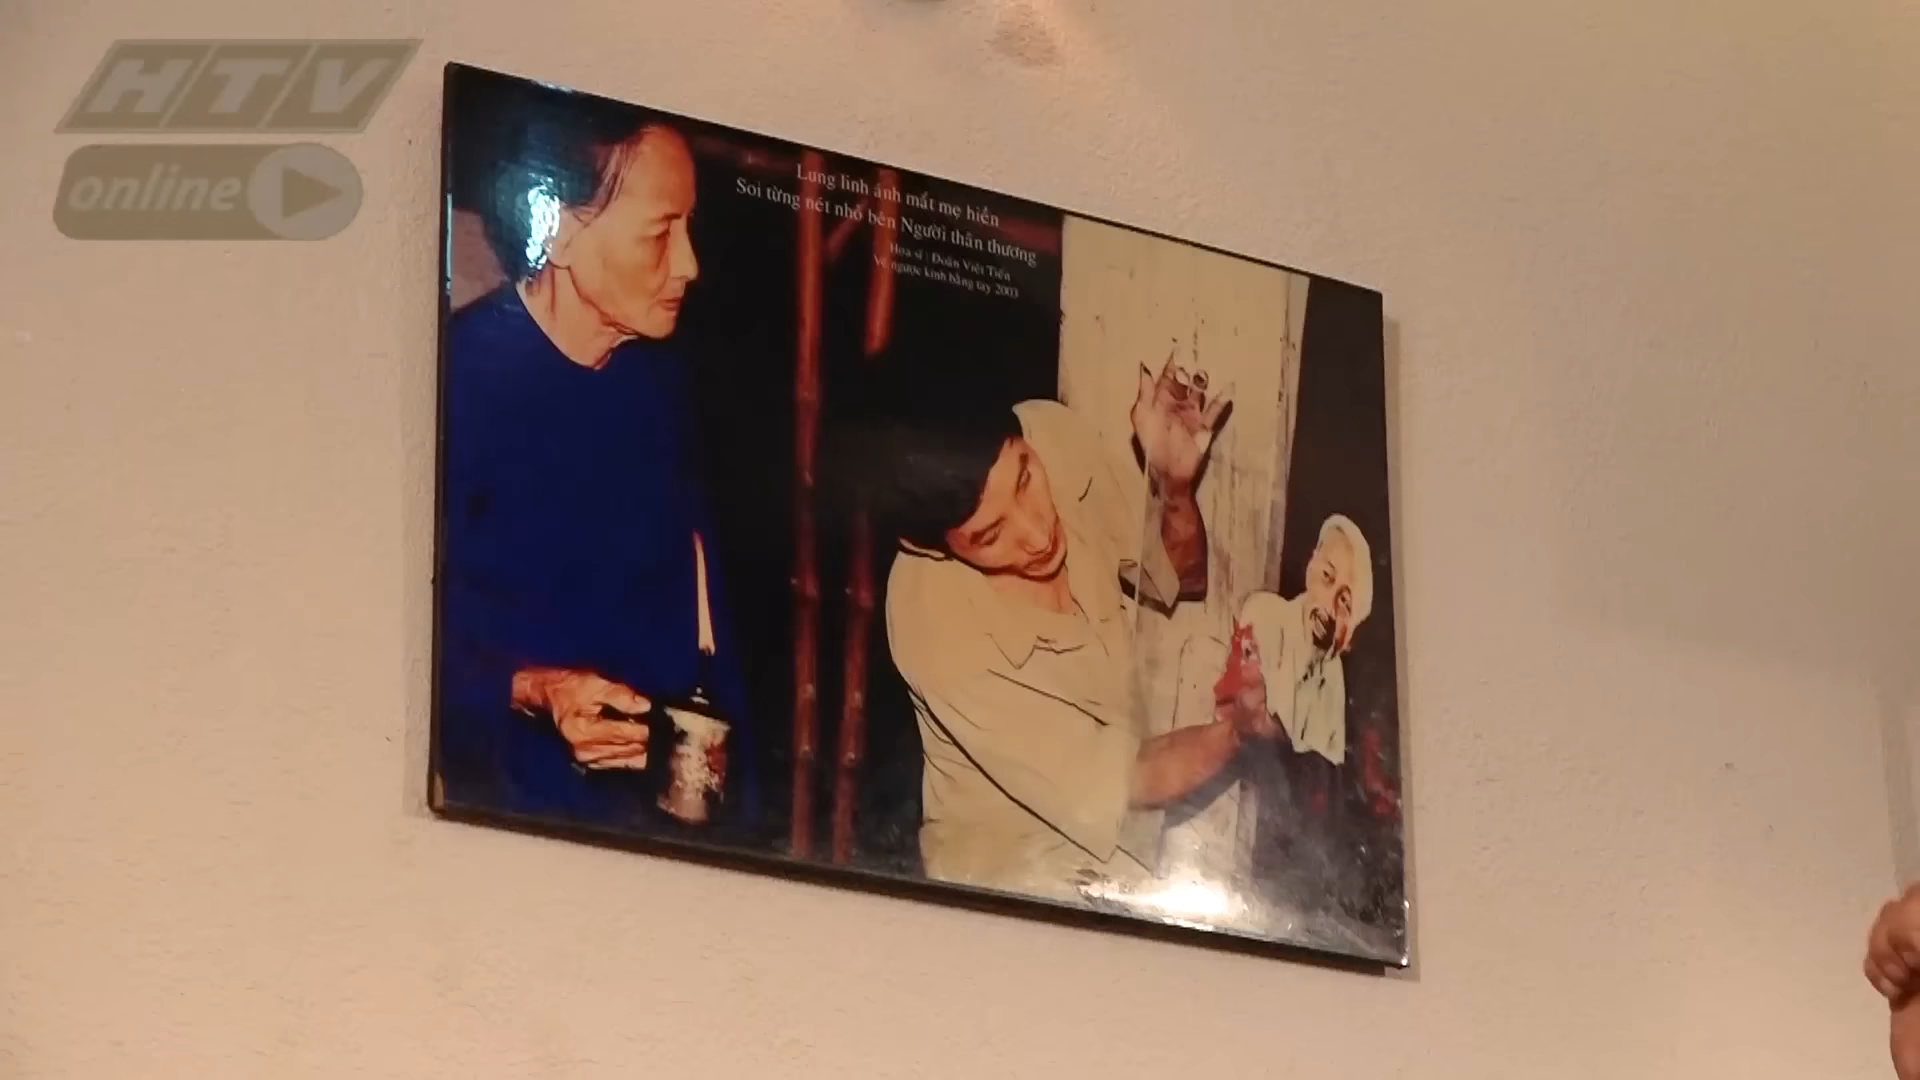 HTV
online
Lung linh ánh mắt mẹ hiền
Soi từng nét nhỏ bên Người thân thương
Họa sĩ : Đoàn Việt Tiến
Vẽ ngược kính bằng tay 2003